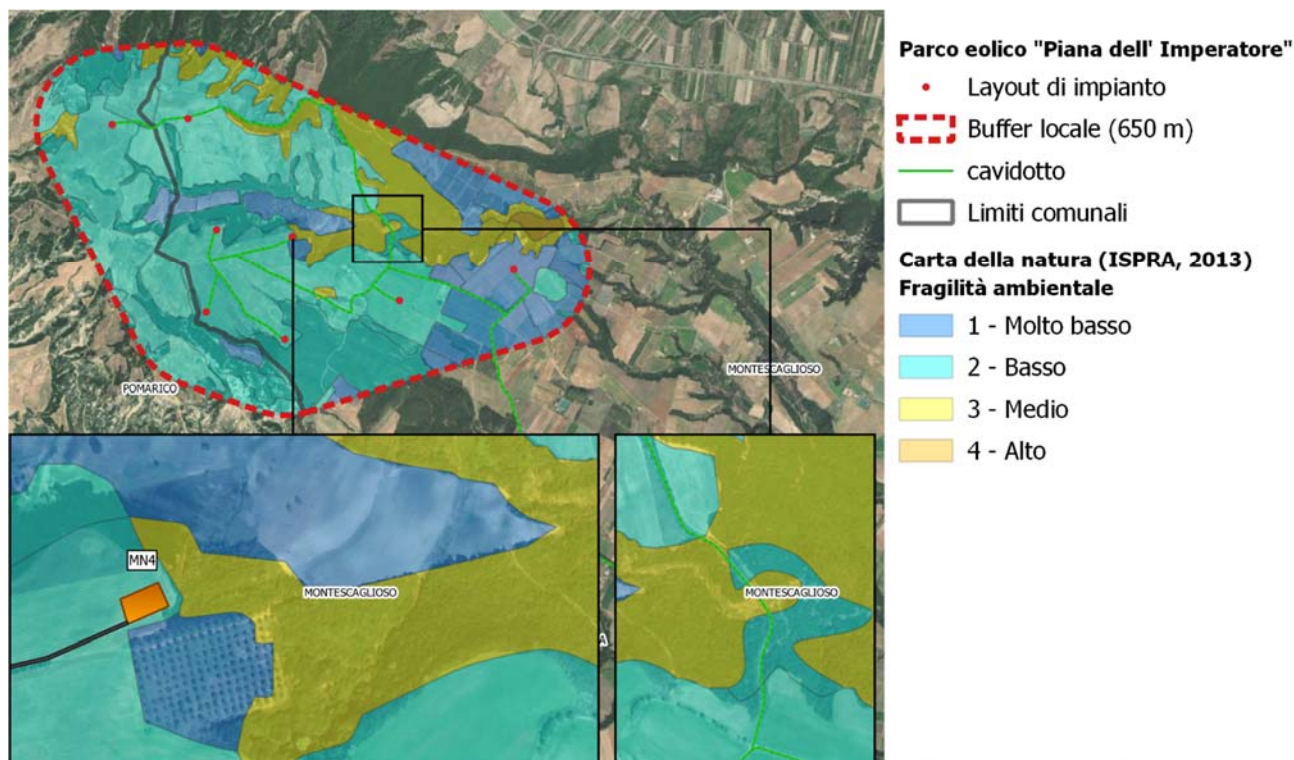 Parco eolico "Piana dell' Imperatore"
Layout di impianto
Buffer locale (650 m)
cavidotto
Limiti comunali
Carta della natura (ISPRA, 2013)
Fragilità ambientale
1 - Molto basso
2 - Basso
3 - Medio
4 - Alto
POMARICO
MONTESCAGLIOSO
MN4
MONTESCAGLIOSO
MONTESCAGLIOSO